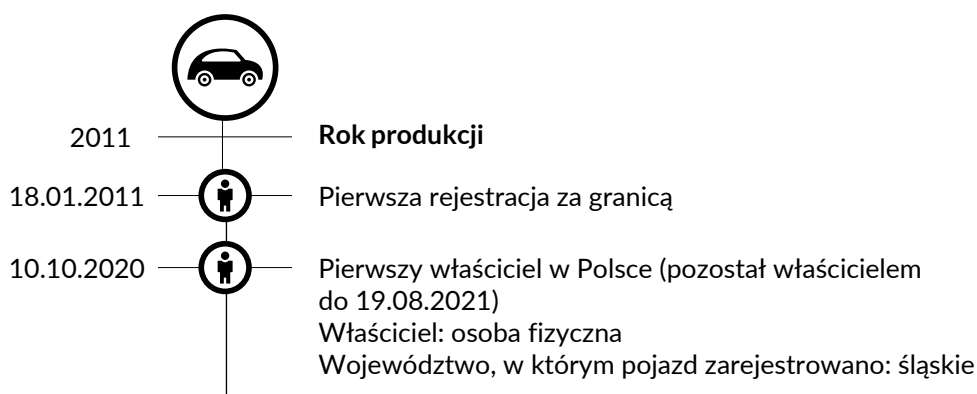 2011 Rok produkcji
18.01.2011 Pierwsza rejestracja za granicą
10.10.2020 Pierwszy właściciel w Polsce (pozostał właścicielem
do 19.08.2021)
Właściciel: osoba fizyczna
Województwo, w którym pojazd zarejestrowano: śląskie